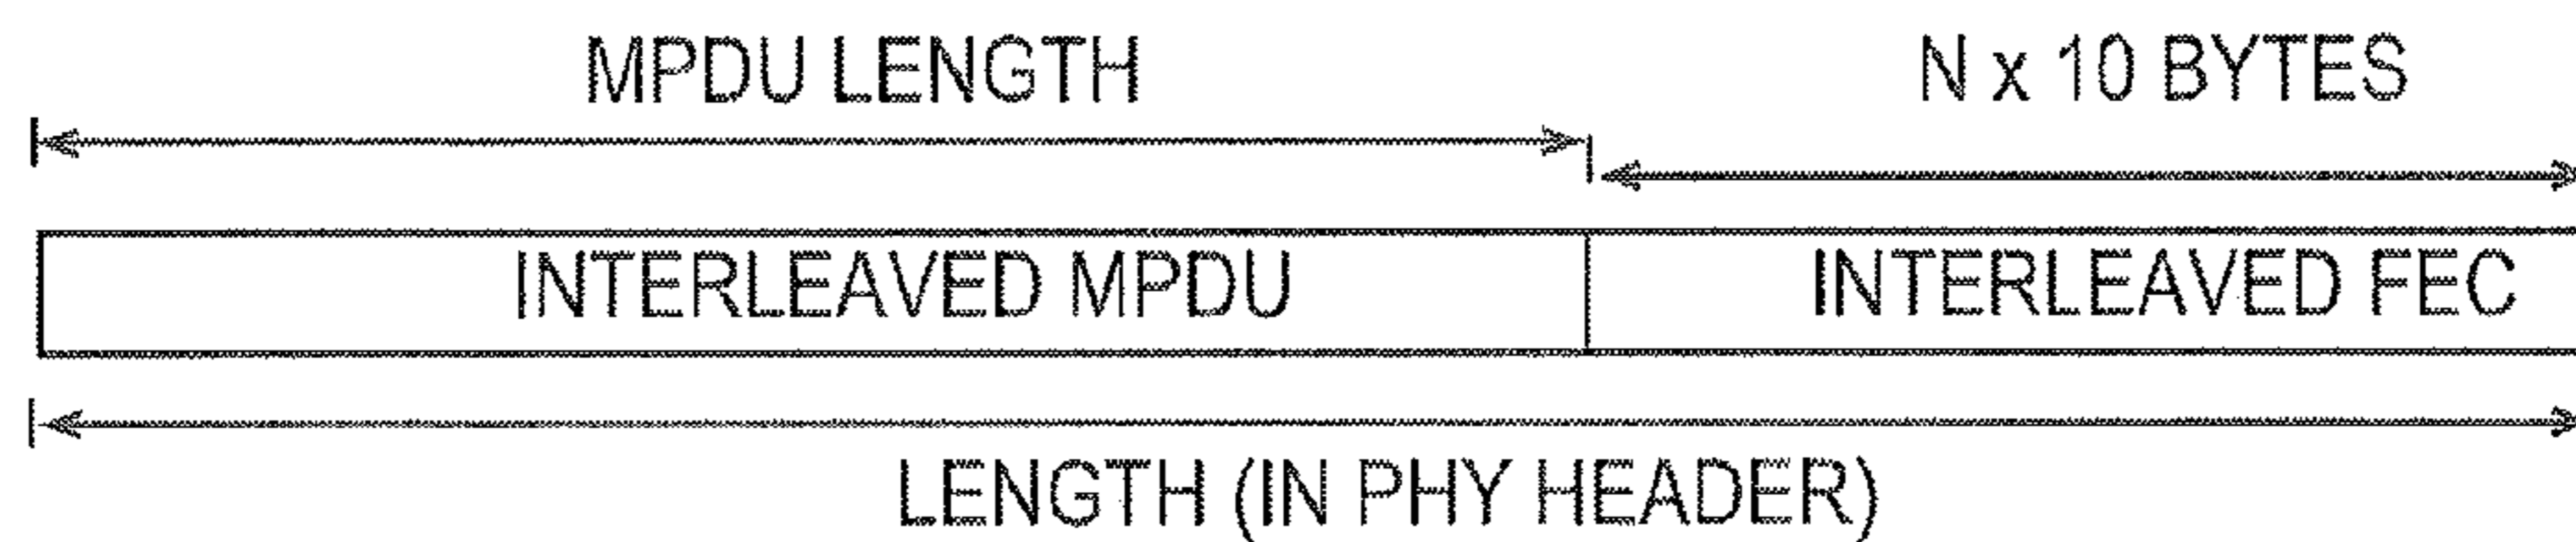 MPDU LENGTH
N x 10 BYTES
INTERLEAVED MPDU
INTERLEAVED FEC
LENGTH (IN PHY HEADER)